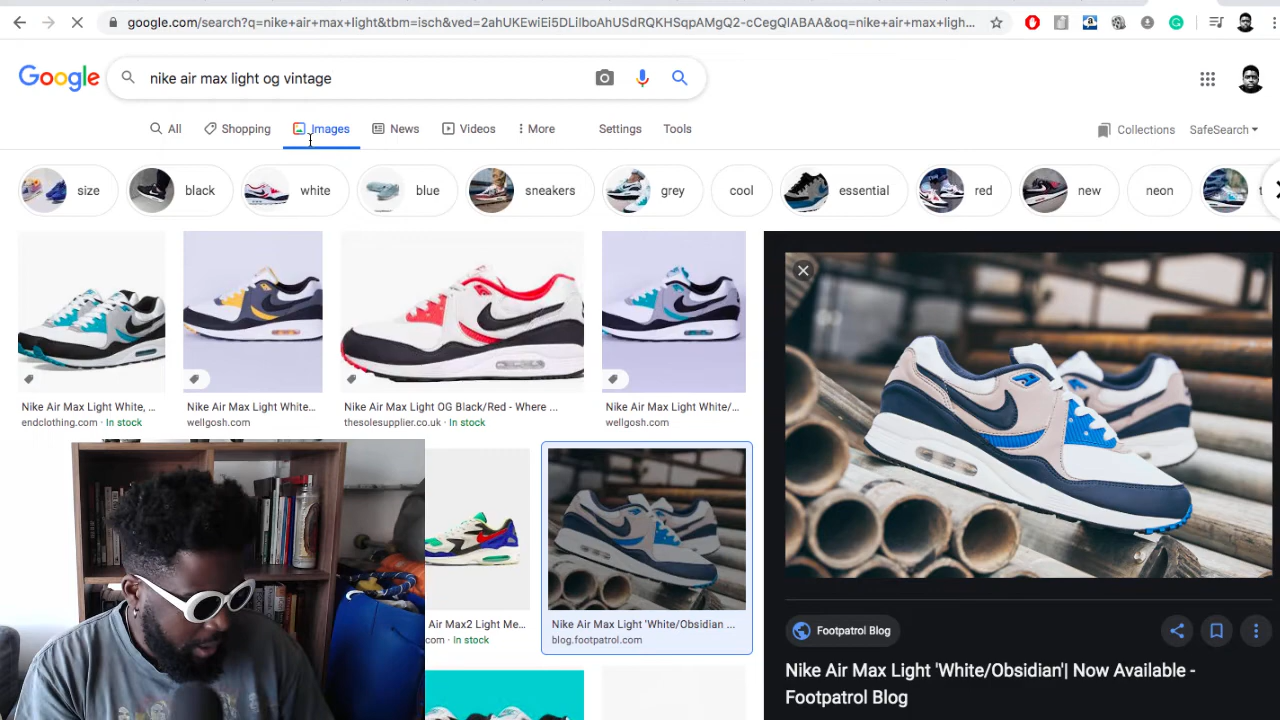 google.com/search?q=nike+air+max+light&tbm=isch&ved=2ahUKEwiEi5DLilboAhUSdRQKHSqpAMgQ2-cCegQIABAA&oq=nike+air+max+ligh...
Google
nike air max light og vintage
All Shopping Images News Videos More Settings Tools Collections SafeSearch
size black white blue sneakers grey cool essential red new neon
Nike Air Max Light White, ...
endclothing.com · In stock
Nike Air Max Light White...
wellgosh.com
Nike Air Max Light OG Black/Red - Where ...
thesolesupplier.co.uk · In stock
Nike Air Max Light White/...
wellgosh.com
Air Max2 Light Me...
com · In stock
Nike Air Max Light 'White/Obsidian ...
blog.footpatrol.com
Footpatrol Blog
Nike Air Max Light 'White/Obsidian'| Now Available -
Footpatrol Blog